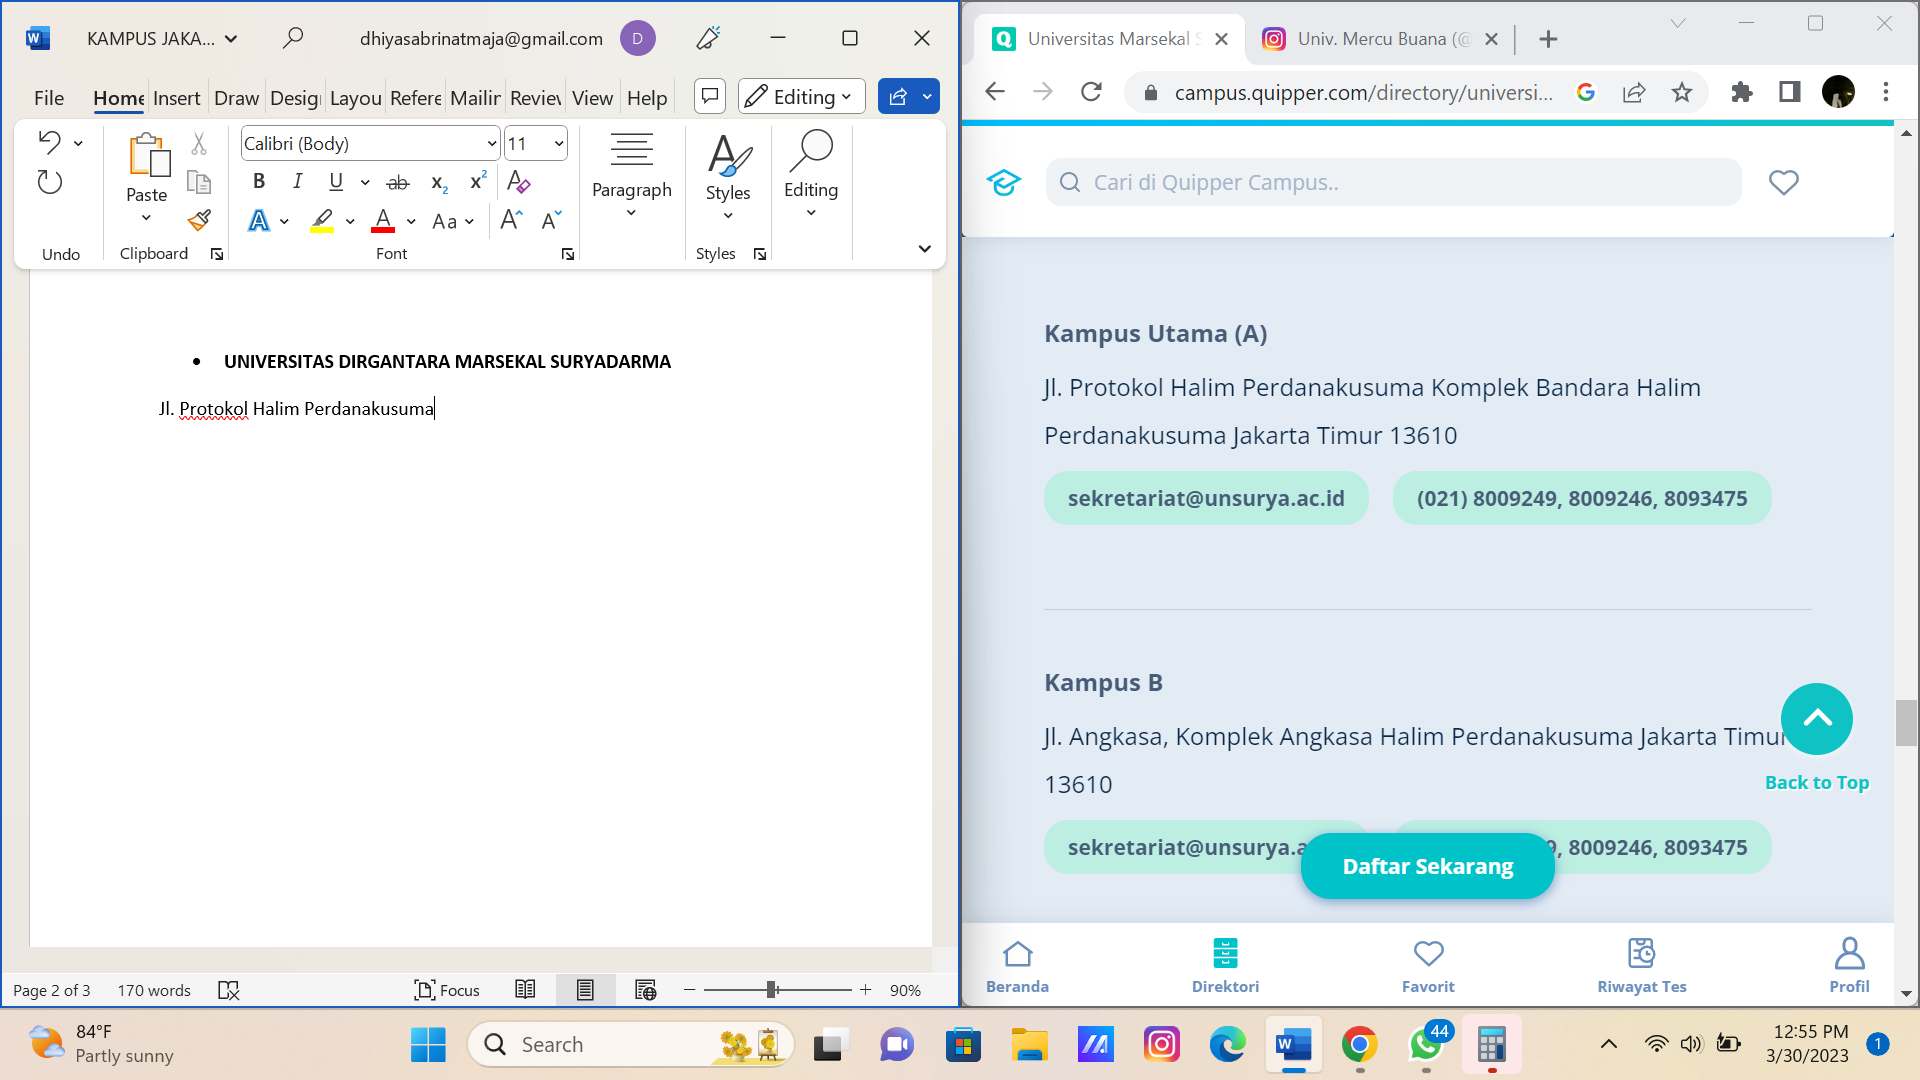 KAMPUS JAKA...
dhiyasabrinatmaja@gmail.com
D
File
Home
Insert
Draw
Layou
Refere
View
Help
Editing
Undo
Paste
Clipboard
Calibri (Body)
11
B I U ab x2 x2 A
A A Aa A A
Font
Paragraph
Styles
Styles
Editing
• UNIVERSITAS DIRGANTARA MARSEKAL SURYADARMA
Jl. Protokol Halim Perdanakusuma
Page 2 of 3
170 words
Focus
90%
Universitas Marsekal S
Univ. Mercu Buana (@
campus.quipper.com/directory/universi...
Cari di Quipper Campus..
Kampus Utama (A)
Jl. Protokol Halim Perdanakusuma Komplek Bandara Halim
Perdanakusuma Jakarta Timur 13610
sekretariat@unsurya.ac.id
(021) 8009249, 8009246, 8093475
Kampus B
Jl. Angkasa, Komplek Angkasa Halim Perdanakusuma Jakarta Timur
13610
Back to Top
sekretariat@unsurya.a
9, 8009246, 8093475
Daftar Sekarang
Beranda
Direktori
Favorit
Riwayat Tes
Profil
84°F
Partly sunny
Search
44
12:55 PM
3/30/2023
1